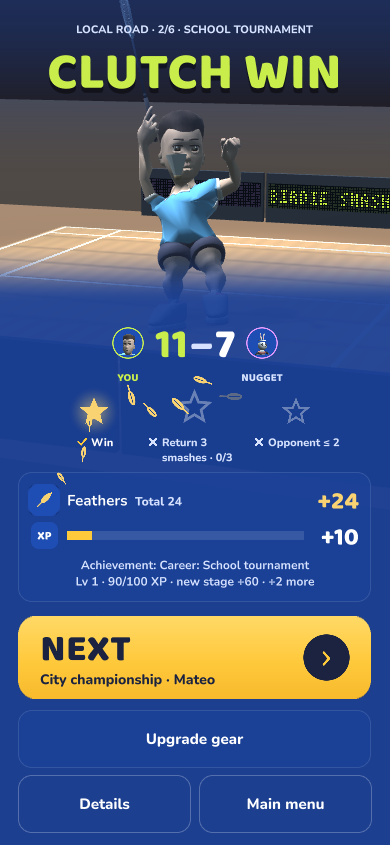 LOCAL ROAD · 2/6 · SCHOOL TOURNAMENT
CLUTCH WIN
BIRDIE SMASH
11–7
YOU
NUGGET
Win
Return 3
smashes · 0/3
Opponent ≤ 2
Feathers Total 24
+24
XP
+10
Achievement: Career: School tournament
Lv 1 · 90/100 XP · new stage +60 · +2 more
NEXT
City championship · Mateo
Upgrade gear
Details
Main menu